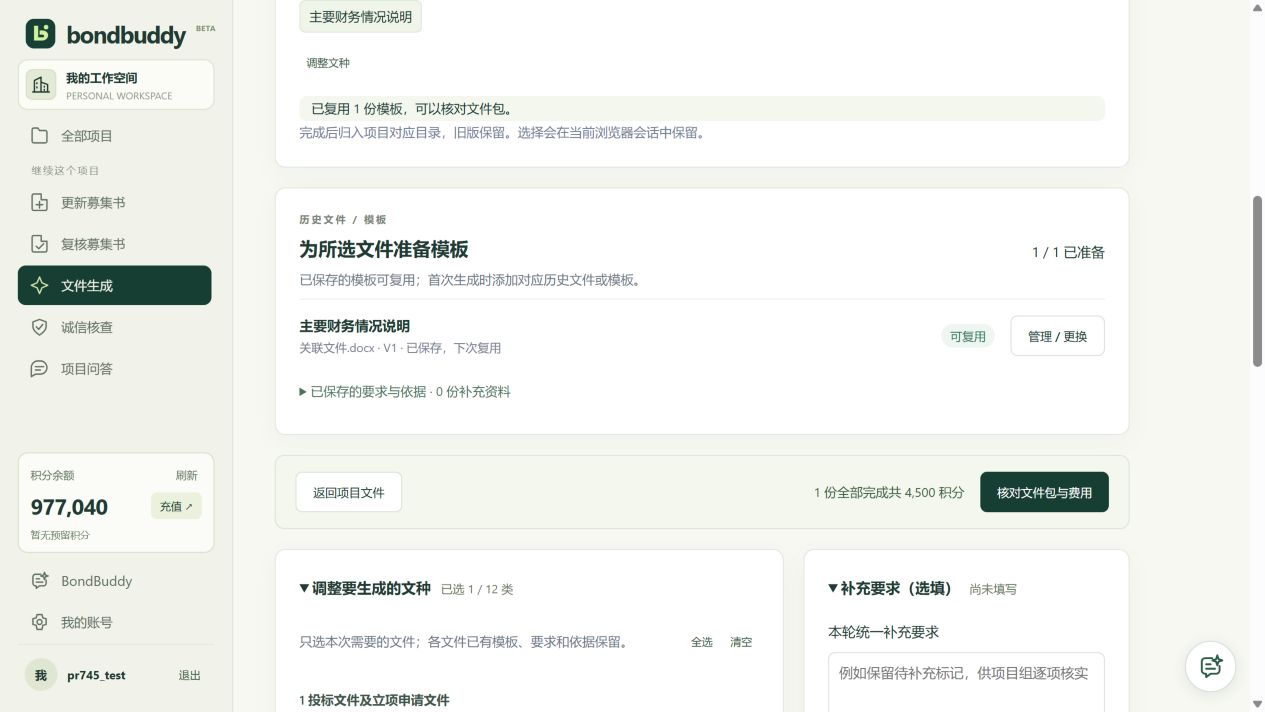 bondbuddy BETA
我的工作空间
PERSONAL WORKSPACE
全部项目
继续这个项目
更新募集书
复核募集书
文件生成
诚信核查
项目问答
积分余额 刷新
977,040 充值 ↗
暂无预留积分
BondBuddy
我的账号
我 pr745_test 退出
主要财务情况说明
调整文种
已复用 1 份模板，可以核对文件包。
完成后归入项目对应目录，旧版保留。选择会在当前浏览器会话中保留。
历史文件 / 模板
为所选文件准备模板
1 / 1 已准备
已保存的模板可复用；首次生成时添加对应历史文件或模板。
主要财务情况说明
关联文件.docx · V1 · 已保存，下次复用
可复用 管理 / 更换
▶ 已保存的要求与依据 · 0 份补充资料
返回项目文件 1 份全部完成共 4,500 积分 核对文件包与费用
▼调整要生成的文种 已选 1 / 12 类
只选本次需要的文件；各文件已有模板、要求和依据保留。 全选 清空
1 投标文件及立项申请文件
▼补充要求（选填） 尚未填写
本轮统一补充要求
例如保留待补充标记，供项目组逐项核实